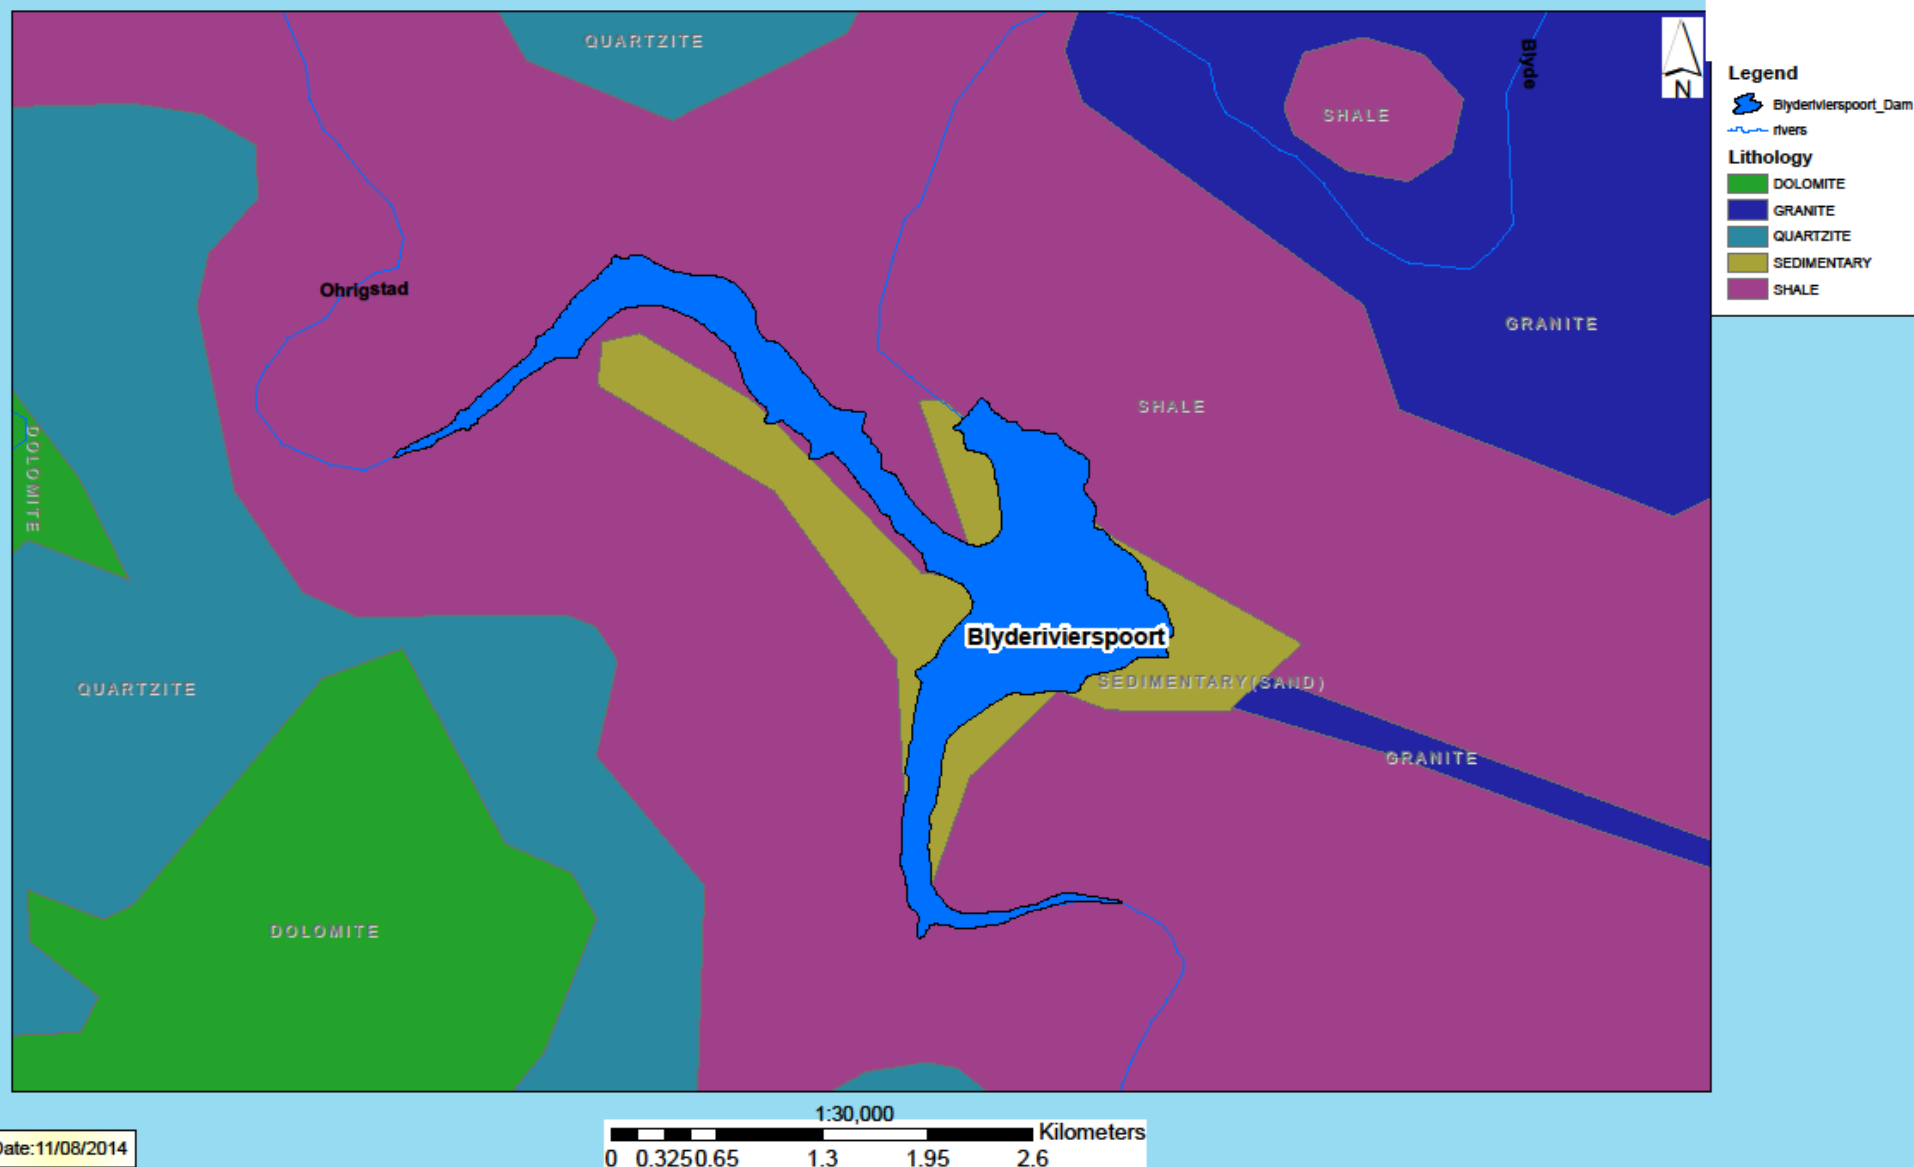 QUARTZITE
Blyde
N
SHALE
Legend
Blyderivierspoort_Dam
rivers
Lithology
DOLOMITE
GRANITE
QUARTZITE
SEDIMENTARY
SHALE
Ohrigstad
GRANITE
SHALE
DOLOMITE
Blyderivierspoort
QUARTZITE
SEDIMENTARY(SAND)
GRANITE
DOLOMITE
1:30,000
Kilometers
0 0.325 0.65 1.3 1.95 2.6
Date:11/08/2014